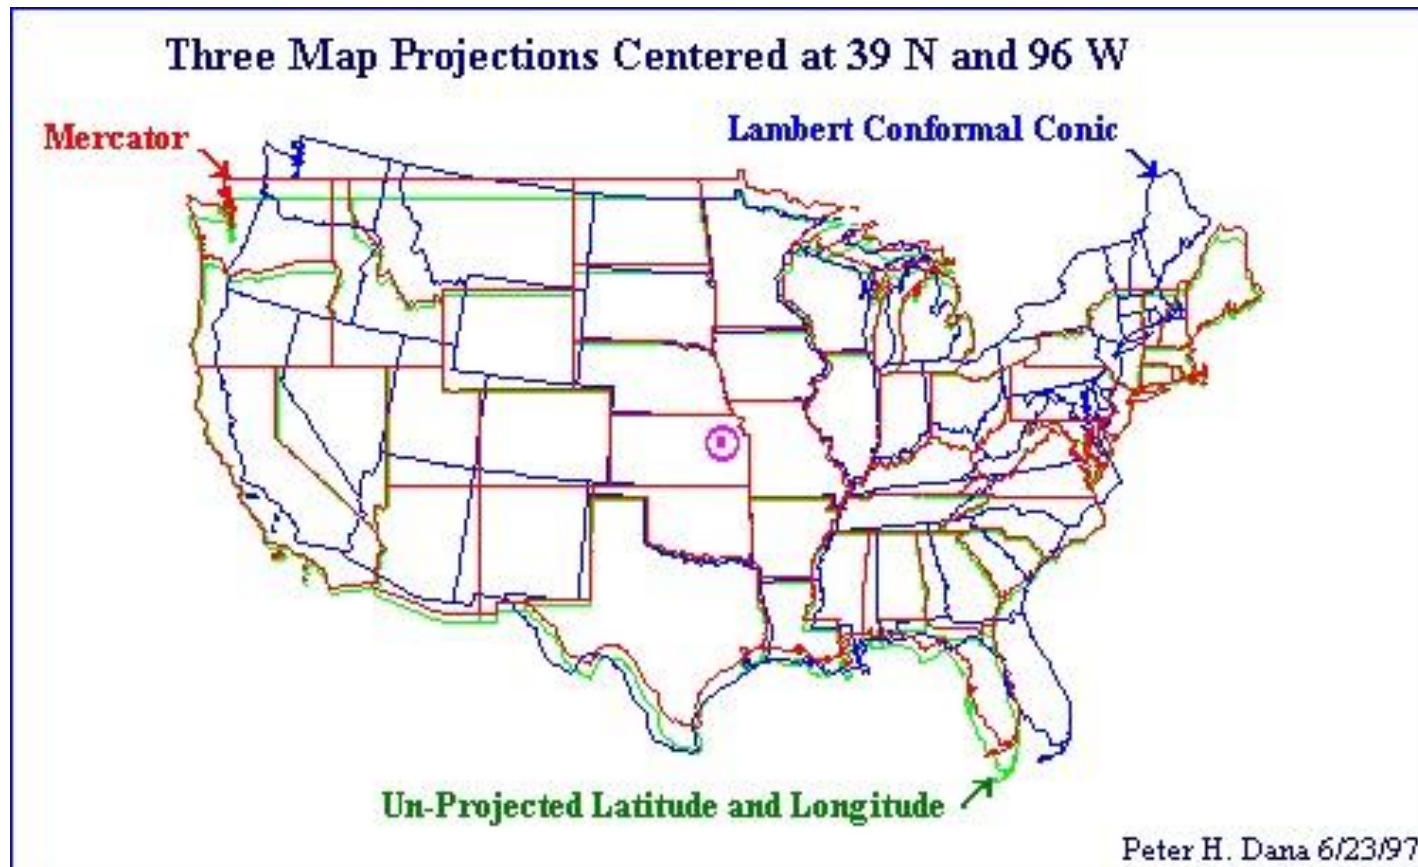 Three Map Projections Centered at 39 N and 96 W
Lambert Conformal Conic
Mercator
Un-Projected Latitude and Longitude
Peter H. Dana 6/23/97